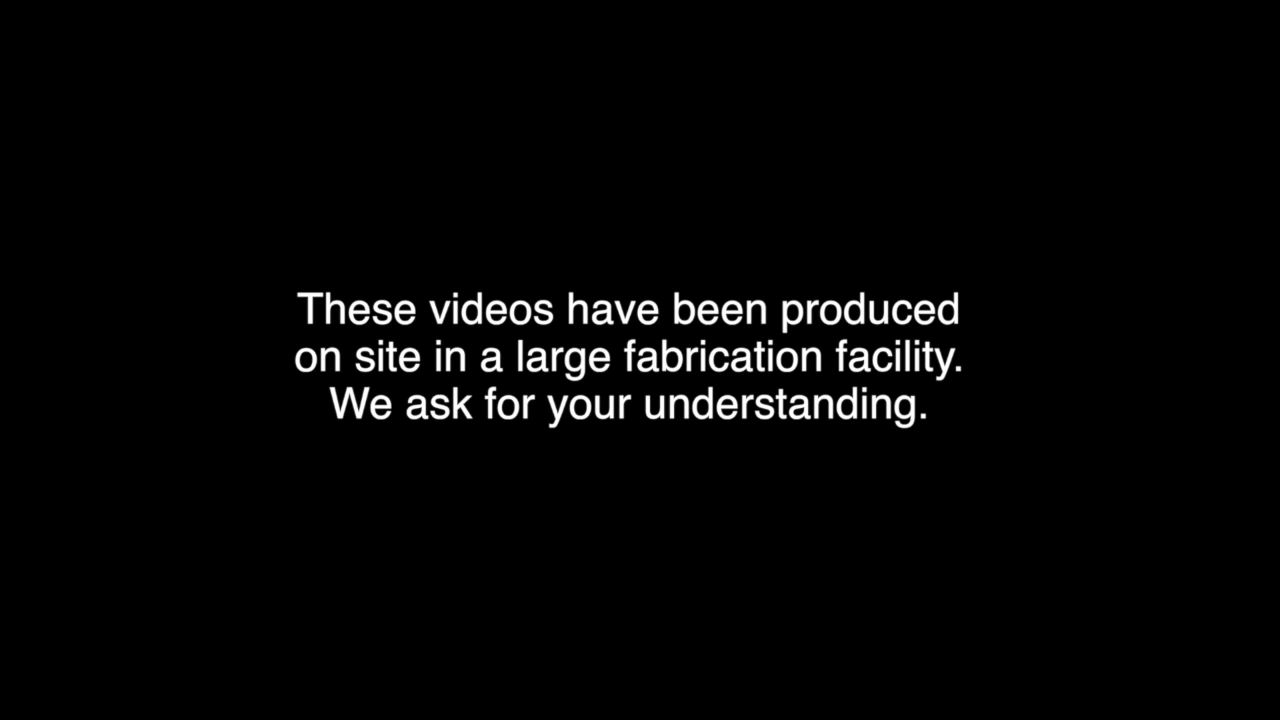 These videos have been produced
on site in a large fabrication facility.
We ask for your understanding.